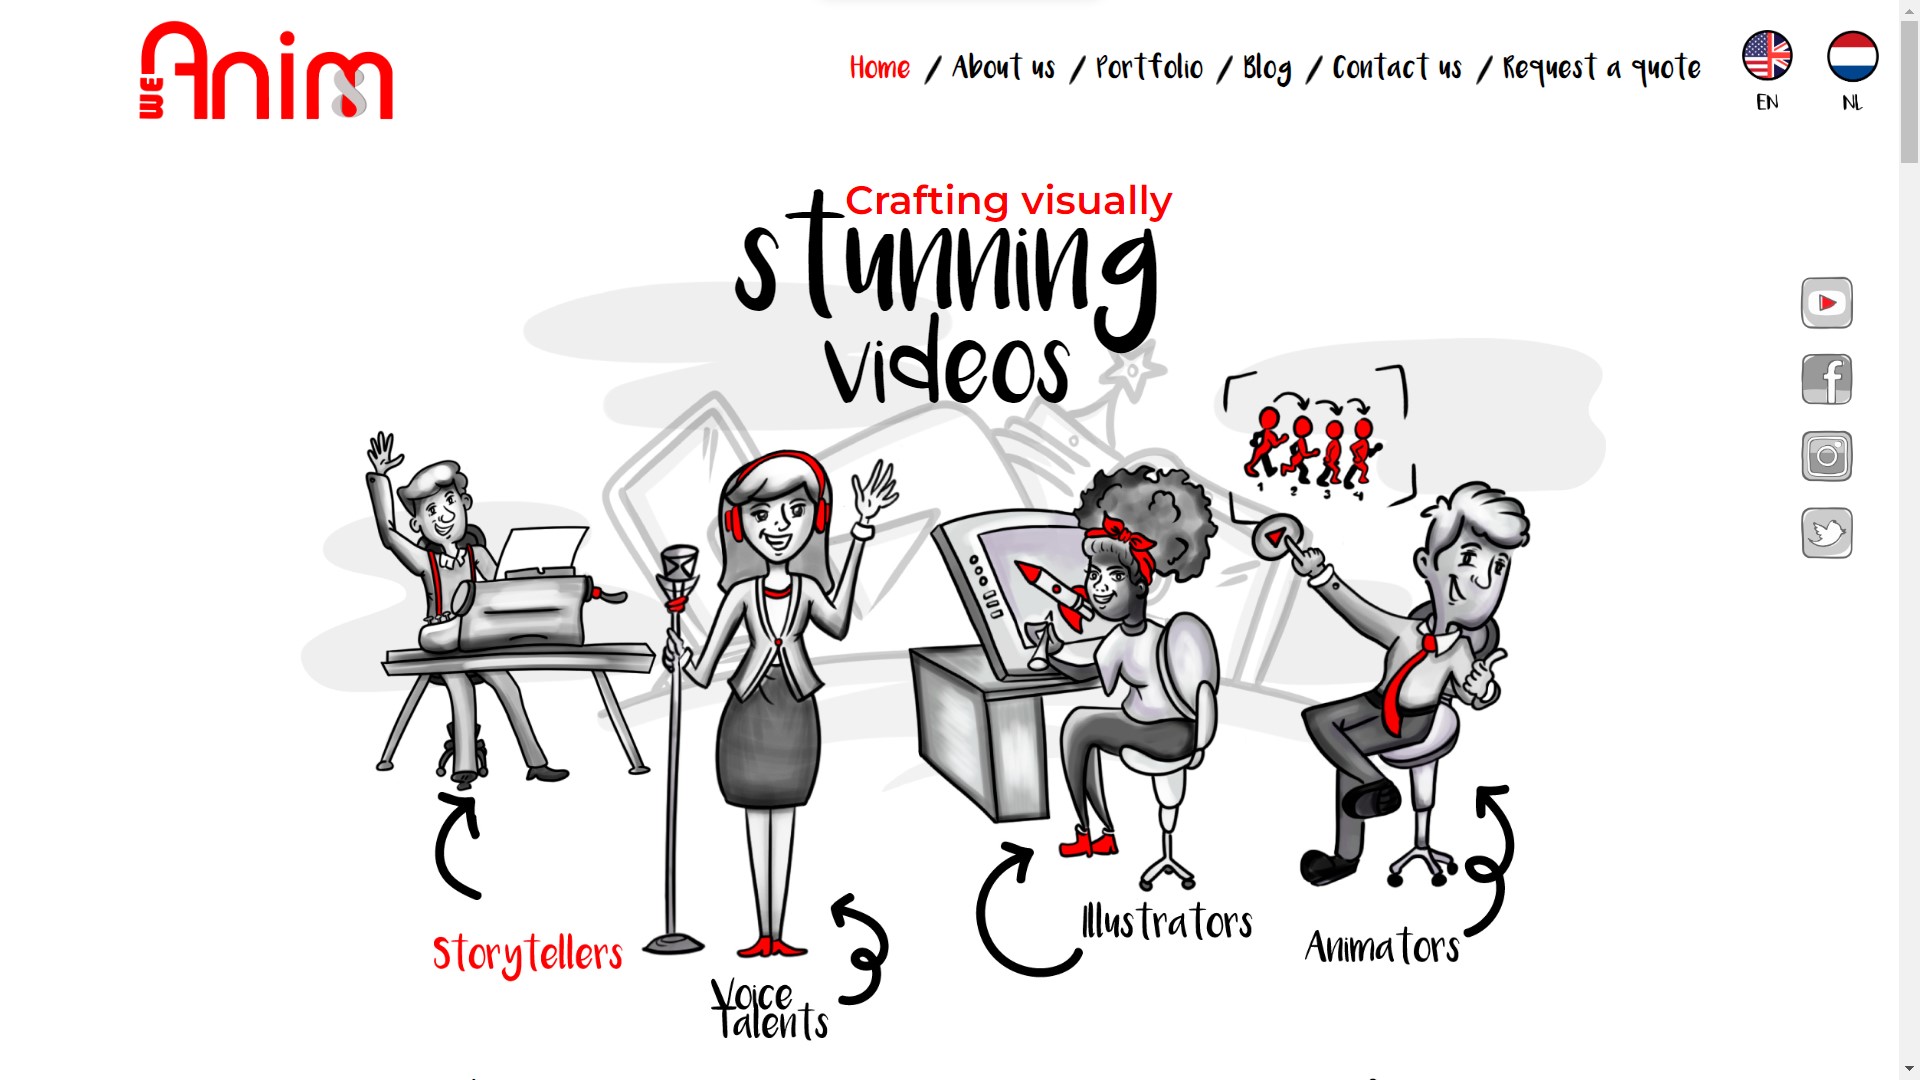 WE Anim8
Home / About us / Portfolio / Blog / Contact us / Request a quote
EN NL
Crafting visually
stunning
videos
1 2 3 4
Storytellers
Voice
Talents
Illustrators
Animators